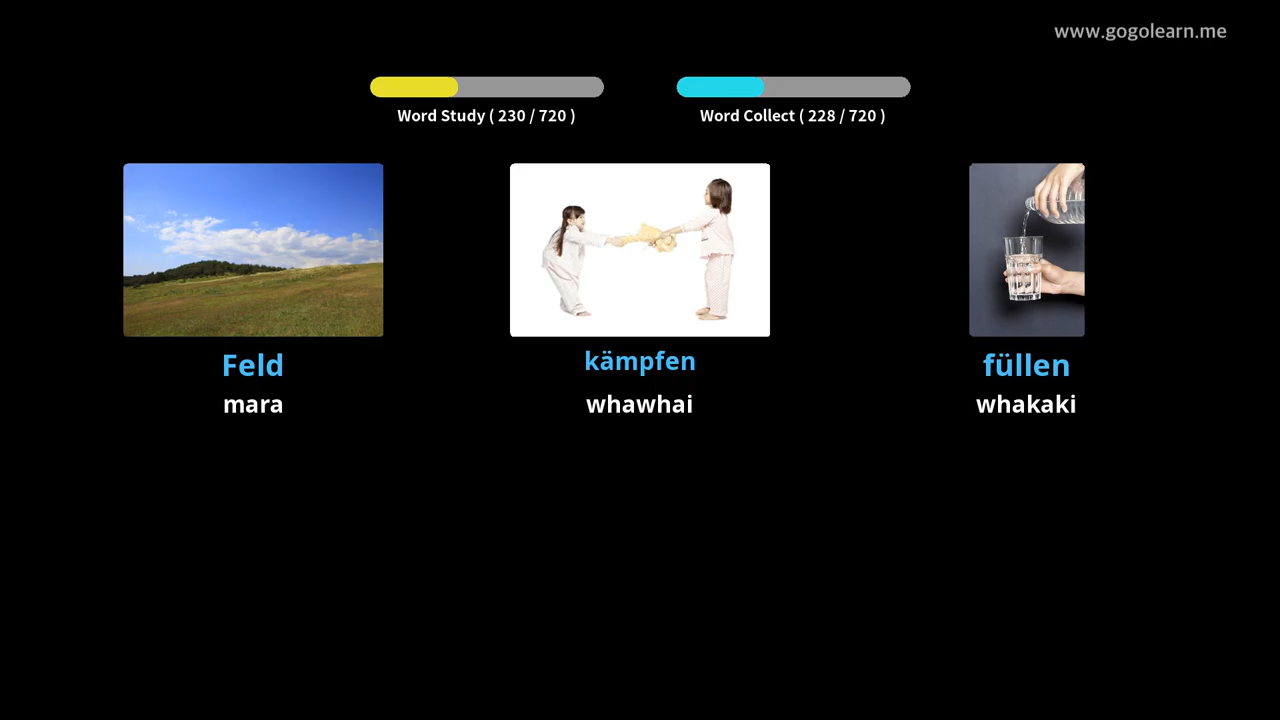 www.gogolearn.me
Word Study ( 230 / 720 )
Word Collect ( 228 / 720 )
Feld
mara
kämpfen
whawhai
füllen
whakaki